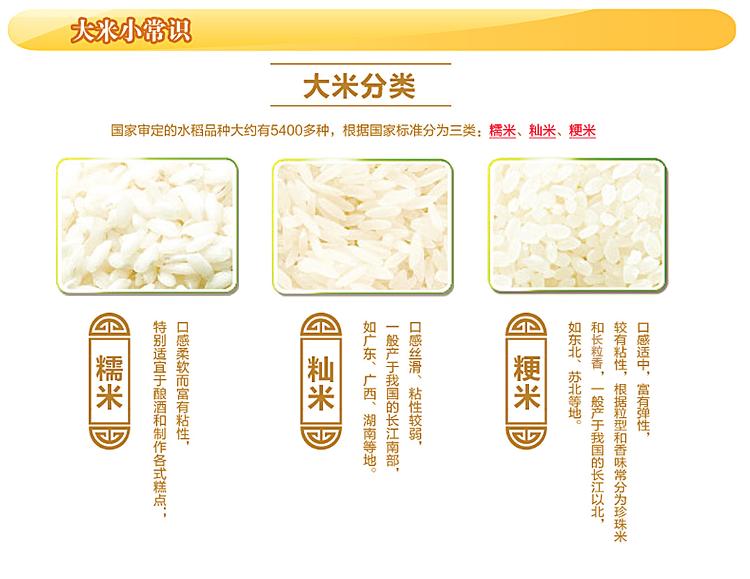 大米小常识
大米分类
国家审定的水稻品种大约有5400多种，根据国家标准分为三类：糯米、籼米、粳米
糯米
口感柔软而富有粘性，
特别适宜于酿酒和制作各式糕点；
籼米
口感丝滑、粘性较弱，
一般产于我国的长江南部，
如广东、广西、湖南等地。
粳米
口感适中，富有弹性，
较有粘性，根据粒型和香味常分为珍珠米
和长粒香，一般产于我国的长江以北，
如东北、苏北等地。